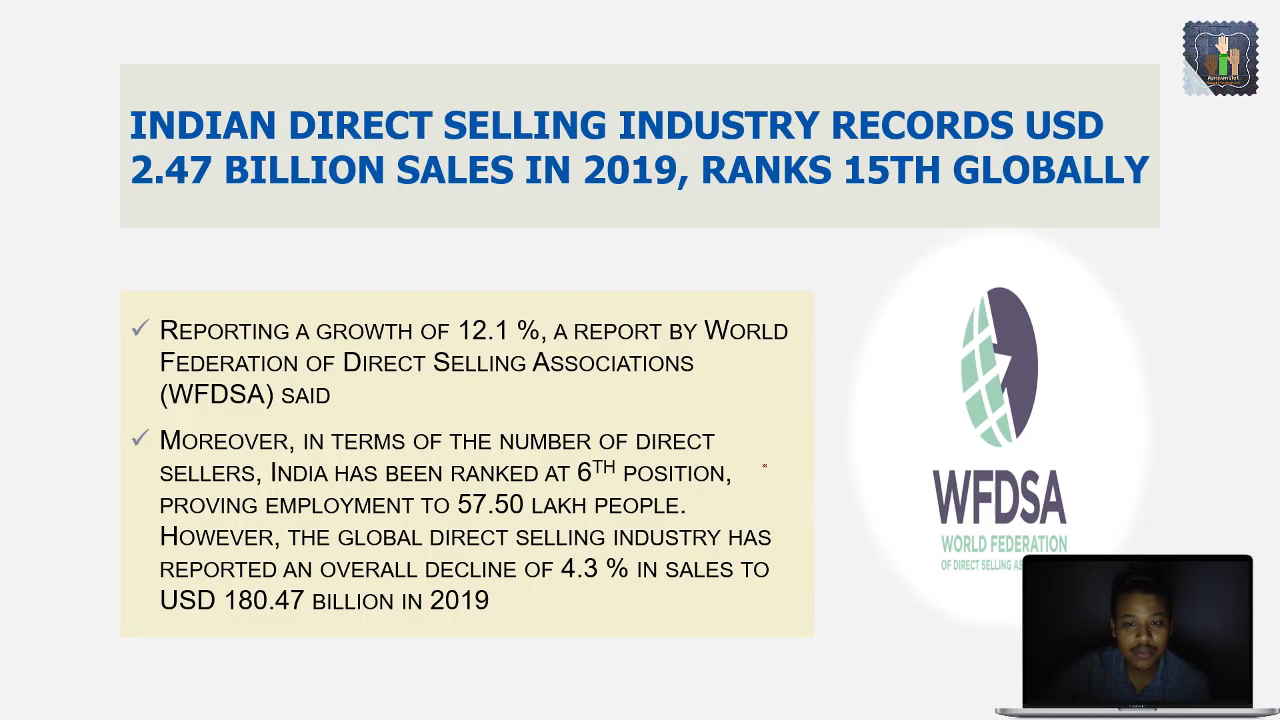 INDIAN DIRECT SELLING INDUSTRY RECORDS USD
2.47 BILLION SALES IN 2019, RANKS 15TH GLOBALLY
REPORTING A GROWTH OF 12.1 %, A REPORT BY WORLD
FEDERATION OF DIRECT SELLING ASSOCIATIONS
(WFDSA) SAID
MOREOVER, IN TERMS OF THE NUMBER OF DIRECT
SELLERS, INDIA HAS BEEN RANKED AT 6TH POSITION,
PROVING EMPLOYMENT TO 57.50 LAKH PEOPLE.
HOWEVER, THE GLOBAL DIRECT SELLING INDUSTRY HAS
REPORTED AN OVERALL DECLINE OF 4.3 % IN SALES TO
USD 180.47 BILLION IN 2019
WFDSA
WORLD FEDERATION
OF DIRECT SELLING